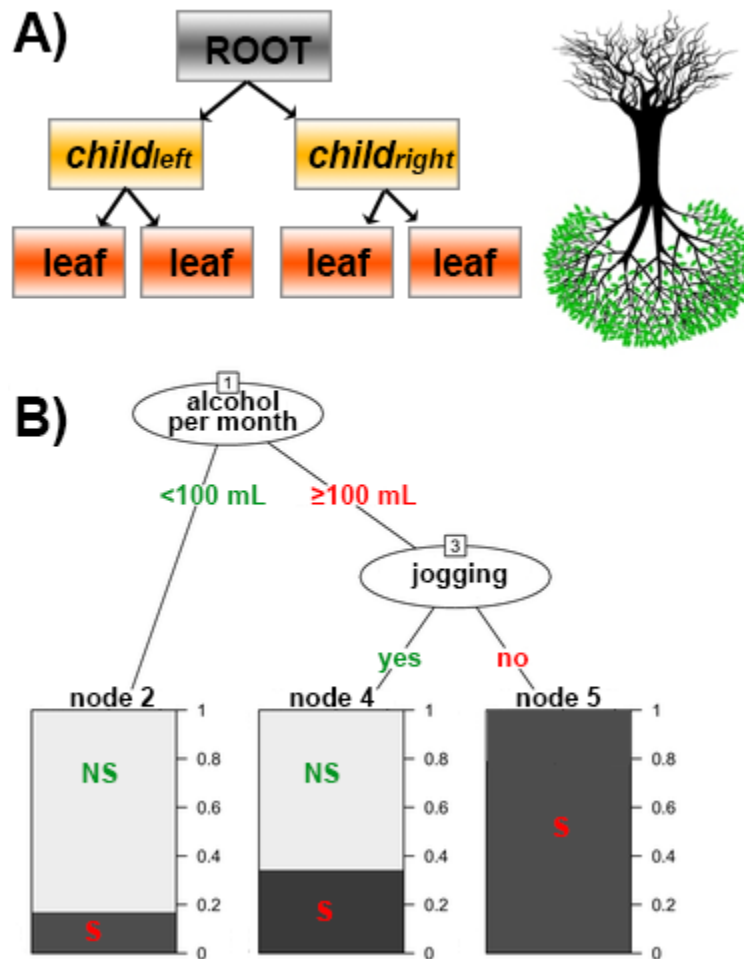 A)
ROOT
childleft
childright
leaf
leaf
leaf
leaf
B)
1
alcohol
per month
<100 mL
≥100 mL
3
jogging
yes
no
node 2
node 4
node 5
NS
S
1
0.8
0.6
0.4
0.2
0
NS
S
1
0.8
0.6
0.4
0.2
0
S
1
0.8
0.6
0.4
0.2
0